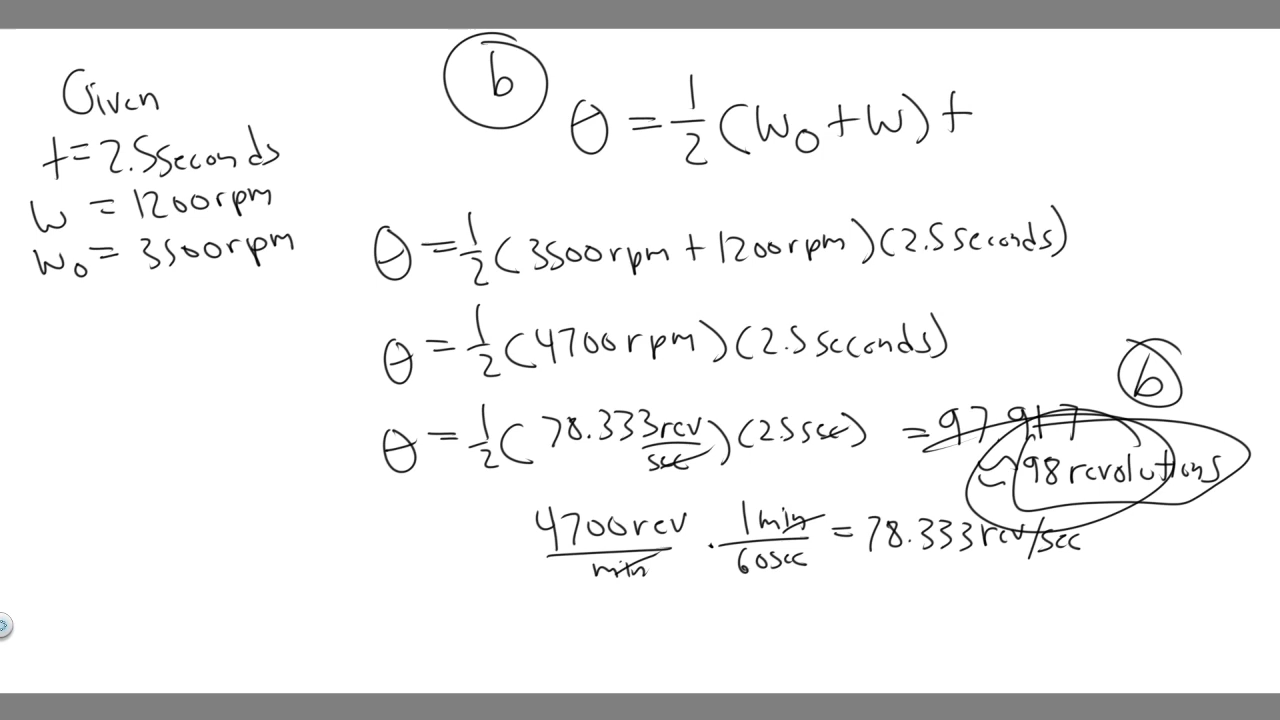 Given
t = 2.5 seconds
w = 1200 rpm
w₀ = 3500 rpm
b
θ = 1/2 (w₀ + w) t
θ = 1/2 (3500 rpm + 1200 rpm) (2.5 seconds)
θ = 1/2 (4700 rpm) (2.5 seconds)
b
θ = 1/2 (78.333 rev/sec) (2.5 sec) = 97.917
≈ 98 revolutions
4700 rev/min · 1 min/60 sec = 78.333 rev/sec